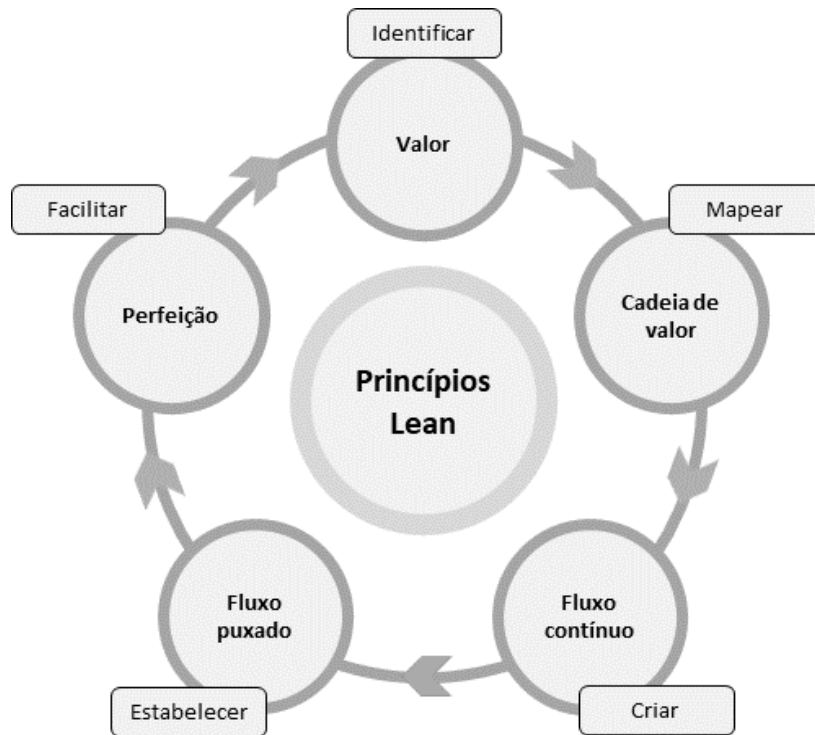 Identificar
Valor
Mapear
Cadeia de
valor
Fluxo
contínuo
Criar
Fluxo
puxado
Estabelecer
Facilitar
Perfeição
Princípios
Lean